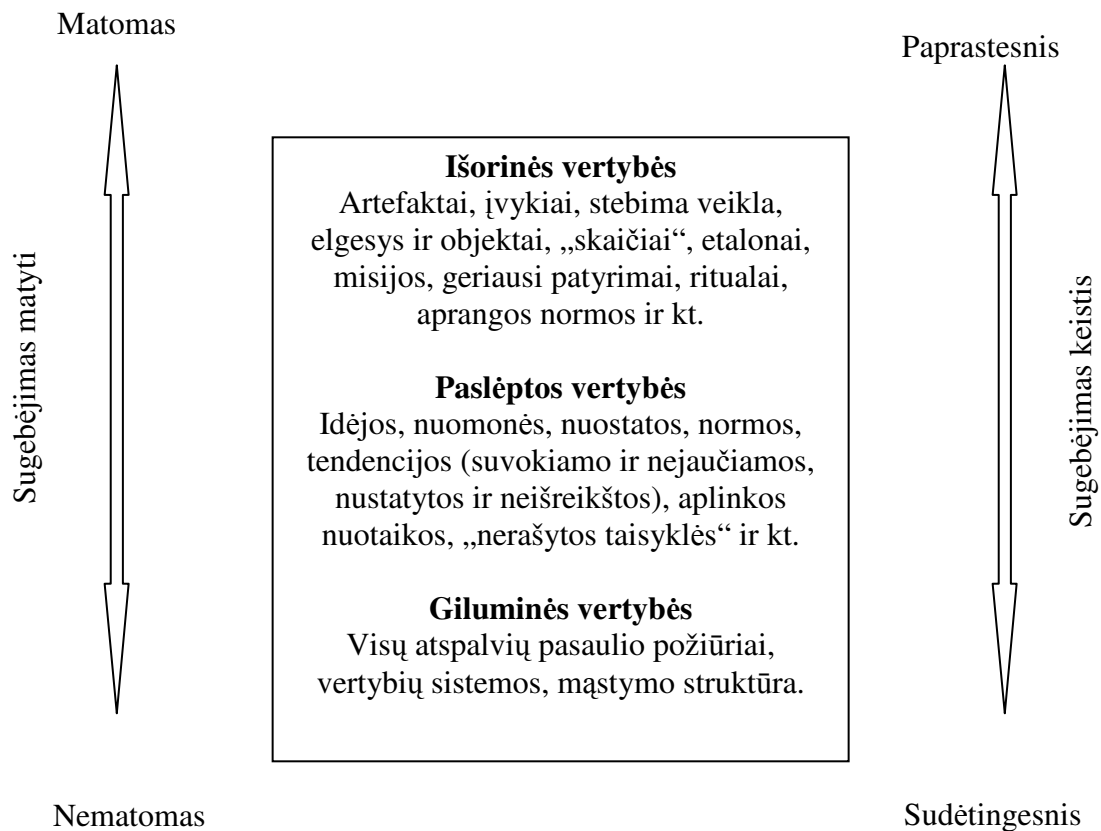 Matomas
Paprastesnis
Išorinės vertybės
Artefaktai, įvykiai, stebima veikla,
elgesys ir objektai, „skaičiai“, etalonai,
misijos, geriausi patyrimai, ritualai,
aprangos normos ir kt.
Sugebėjimas matyti
Sugebėjimas keistis
Paslėptos vertybės
Idėjos, nuomonės, nuostatos, normos,
tendencijos (suvokiamo ir nejaučiamos,
nustatytos ir neišreikštos), aplinkos
nuotaikos, „nerašytos taisyklės“ ir kt.
Giluminės vertybės
Visų atspalvių pasaulio požiūriai,
vertybių sistemos, mąstymo struktūra.
Nematomas
Sudėtingesnis